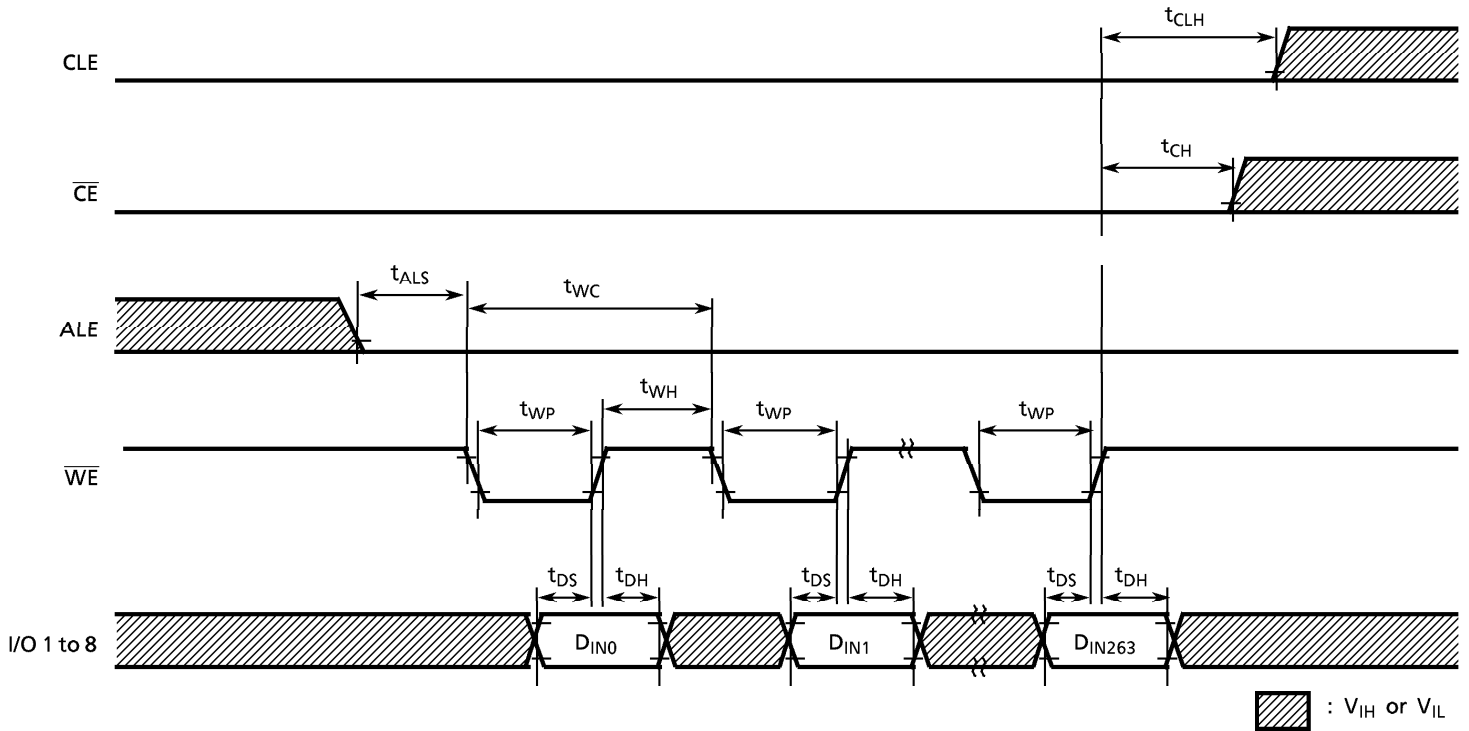 tCLH
CLE
tCH
CE
tALS
tWC
ALE
tWH
tWP
tWP
tWP
WE
tDS
tDH
tDS
tDH
tDS
tDH
I/O 1 to 8
DIN0
DIN1
DIN263
: VIH or VIL